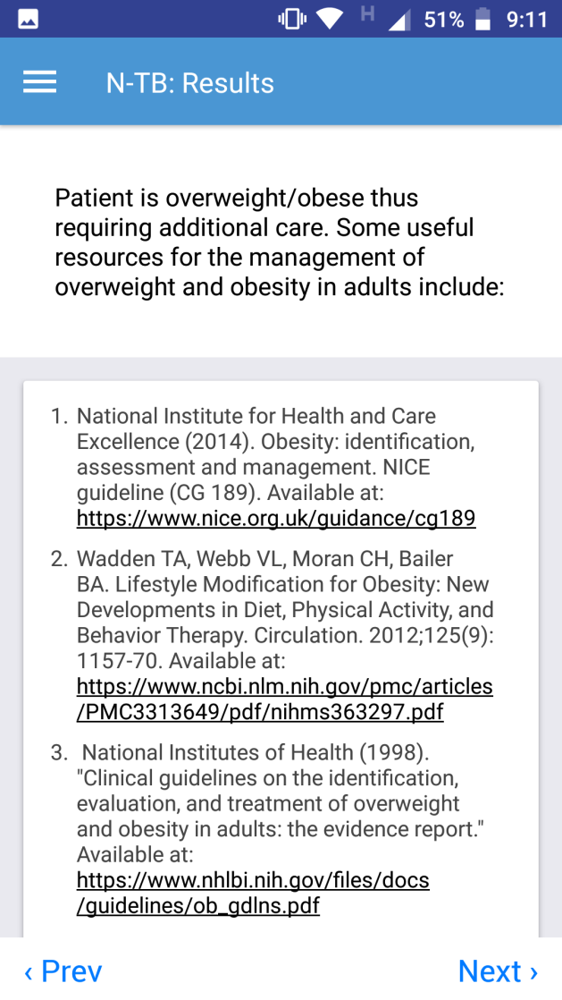 H 51% 9:11
N-TB: Results
Patient is overweight/obese thus
requiring additional care. Some useful
resources for the management of
overweight and obesity in adults include:
1. National Institute for Health and Care
Excellence (2014). Obesity: identification,
assessment and management. NICE
guideline (CG 189). Available at:
https://www.nice.org.uk/guidance/cg189
2. Wadden TA, Webb VL, Moran CH, Bailer
BA. Lifestyle Modification for Obesity: New
Developments in Diet, Physical Activity, and
Behavior Therapy. Circulation. 2012;125(9):
1157-70. Available at:
https://www.ncbi.nlm.nih.gov/pmc/articles
/PMC3313649/pdf/nihms363297.pdf
3. National Institutes of Health (1998).
"Clinical guidelines on the identification,
evaluation, and treatment of overweight
and obesity in adults: the evidence report."
Available at:
https://www.nhlbi.nih.gov/files/docs
/guidelines/ob_gdlns.pdf
‹ Prev Next ›